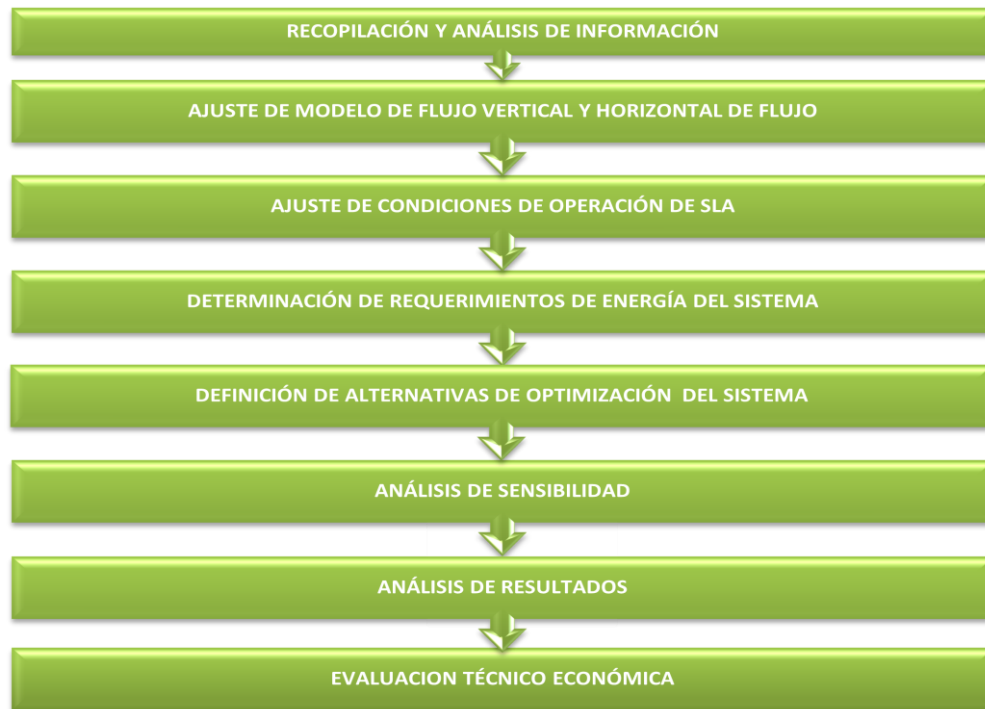 RECOPILACIÓN Y ANÁLISIS DE INFORMACIÓN
AJUSTE DE MODELO DE FLUJO VERTICAL Y HORIZONTAL DE FLUJO
AJUSTE DE CONDICIONES DE OPERACIÓN DE SLA
DETERMINACIÓN DE REQUERIMIENTOS DE ENERGÍA DEL SISTEMA
DEFINICIÓN DE ALTERNATIVAS DE OPTIMIZACIÓN DEL SISTEMA
ANÁLISIS DE SENSIBILIDAD
ANÁLISIS DE RESULTADOS
EVALUACION TÉCNICO ECONÓMICA